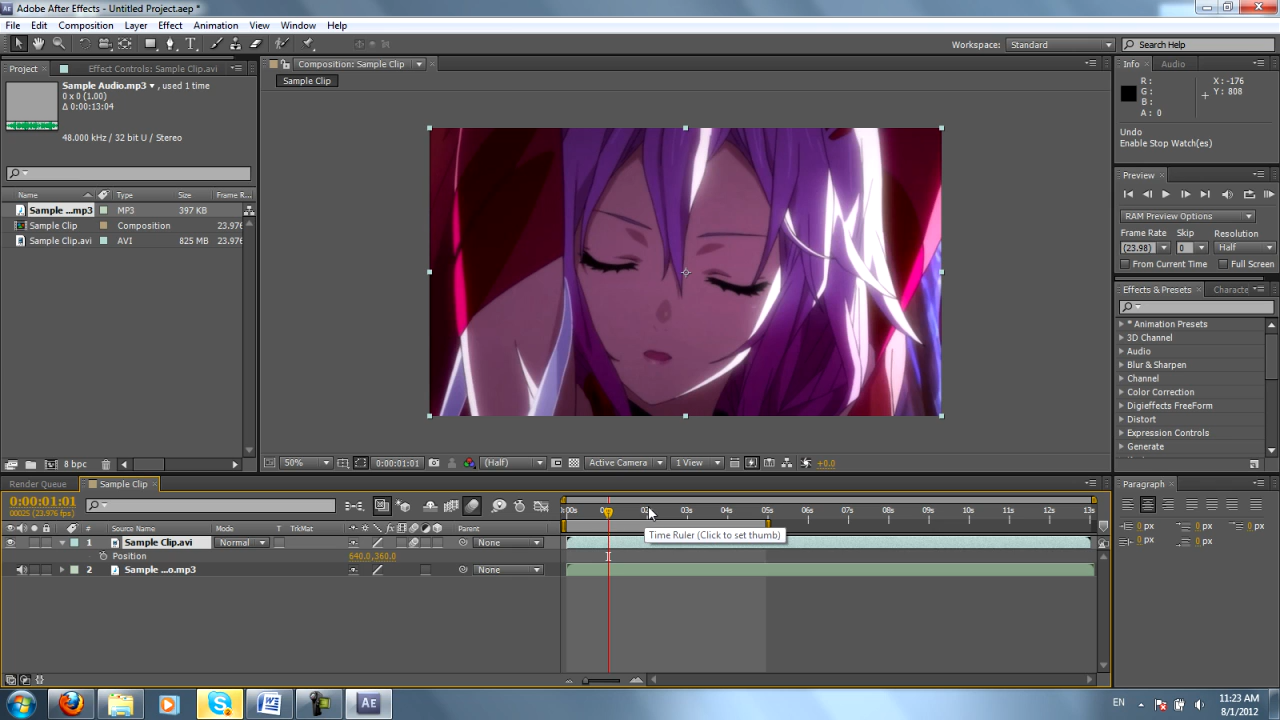 Adobe After Effects - Untitled Project.aep *
File Edit Composition Layer Effect Animation View Window Help
Workspace: Standard Search Help
Project Effect Controls: Sample Clip.avi
Composition: Sample Clip
Info Audio
Sample Clip
Sample Audio.mp3 , used 1 time
0 x 0 (1.00)
Δ 0:00:13:04
48.000 kHz / 32 bit U / Stereo
R : X : -176
G : Y : 808
B :
A : 0
Undo
Enable Stop Watch(es)
Preview
RAM Preview Options
Frame Rate Skip Resolution
(23.98) 0 Half
From Current Time Full Screen
Name Type Size Frame R...
Sample ...mp3 MP3 397 KB
Sample Clip Composition 23.976
Sample Clip.avi AVI 825 MB 23.976
Effects & Presets Characte
* Animation Presets
3D Channel
Audio
Blur & Sharpen
Channel
Color Correction
Digieffects FreeForm
Distort
Expression Controls
Generate
8 bpc
50% 0:00:01:01 (Half) Active Camera 1 View +0.0
Render Queue Sample Clip
Paragraph
0:00:01:01
00025 (23.976 fps)
03s 04s 05s 06s 07s 08s 09s 10s 11s 12s 13s
# Source Name Mode T TrkMat Parent
1 Sample Clip.avi Normal None
Time Ruler (Click to set thumb)
Position 640.0,360.0
2 Sample ...o.mp3 None
0 px 0 px 0 px
0 px 0 px
AE
EN 11:23 AM
8/1/2012